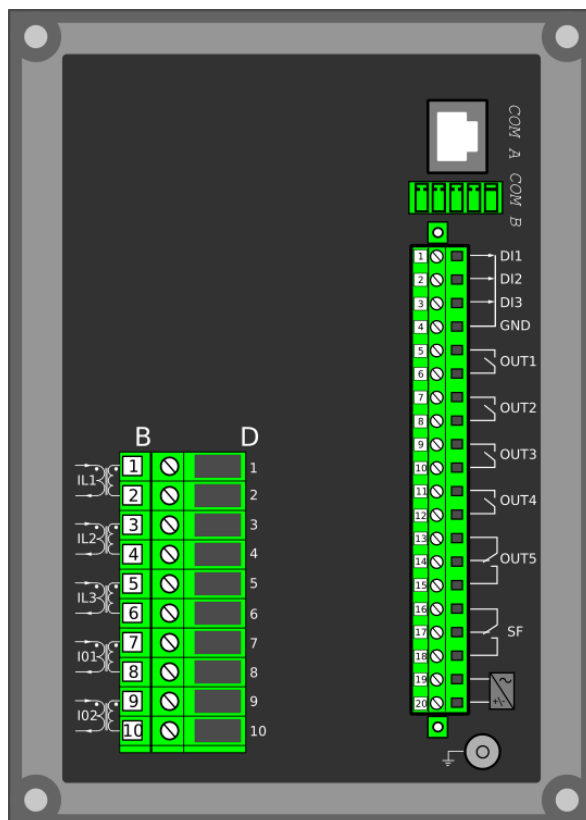 COM A
COM B
1 DI1
2 DI2
3 DI3
4 GND
5
OUT1
6
7
OUT2
8
9
OUT3
10
11
OUT4
12
13
14 OUT5
15
16
17 SF
18
19 ~
20 +/-
B D
1 1
IL1
2 2
3 3
IL2
4 4
5 5
IL3
6 6
7 7
I01
8 8
9 9
I02
10 10